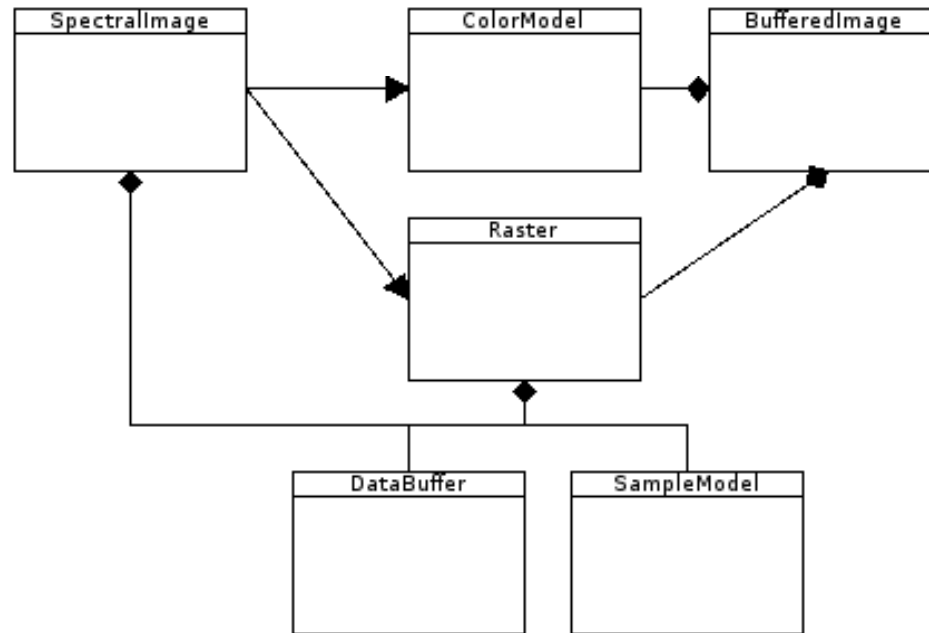 SpectralImage
ColorModel
BufferedImage
Raster
DataBuffer
SampleModel